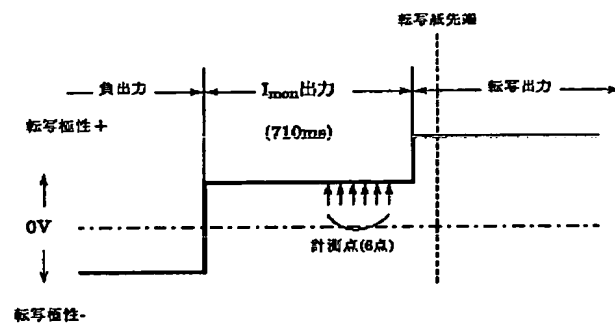 転写紙先端
負出力
Imon出力
転写出力
転写極性+
(710ms)
0V
計測点(6点)
転写極性-